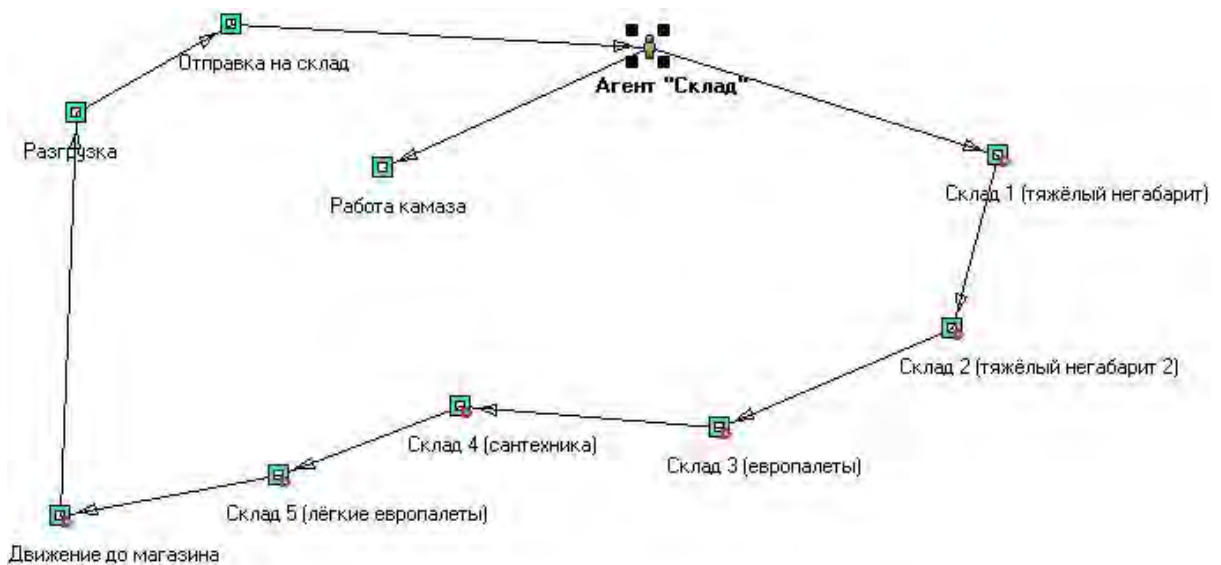 Отправка на склад
Агент "Склад"
Разгрузка
Работа камаза
Склад 1 (тяжёлый негабарит)
Склад 2 (тяжёлый негабарит 2)
Склад 4 (сантехника)
Склад 3 (европалеты)
Склад 5 (лёгкие европалеты)
Движение до магазина